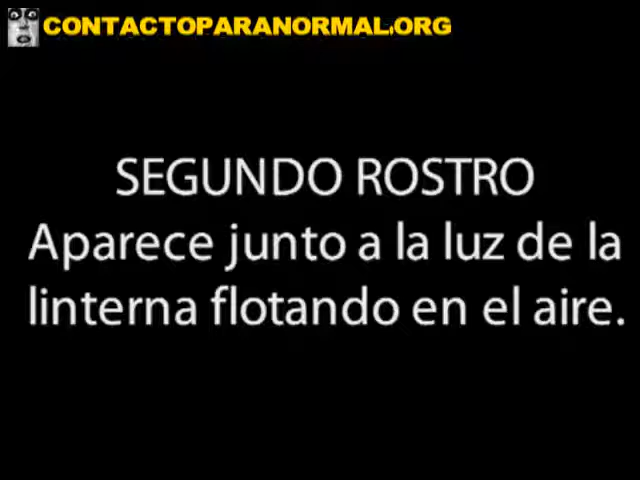 CONTACTOPARANORMAL.ORG
SEGUNDO ROSTRO
Aparece junto a la luz de la
linterna flotando en el aire.